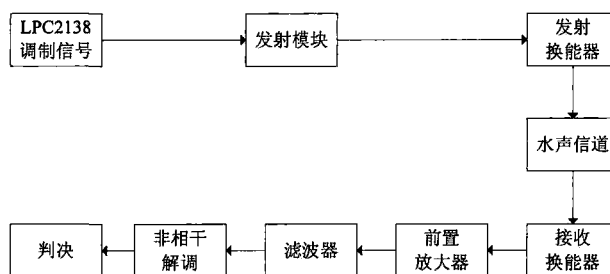 LPC2138
调制信号
发射模块
发射
换能器
水声信道
接收
换能器
前置
放大器
滤波器
非相干
解调
判决